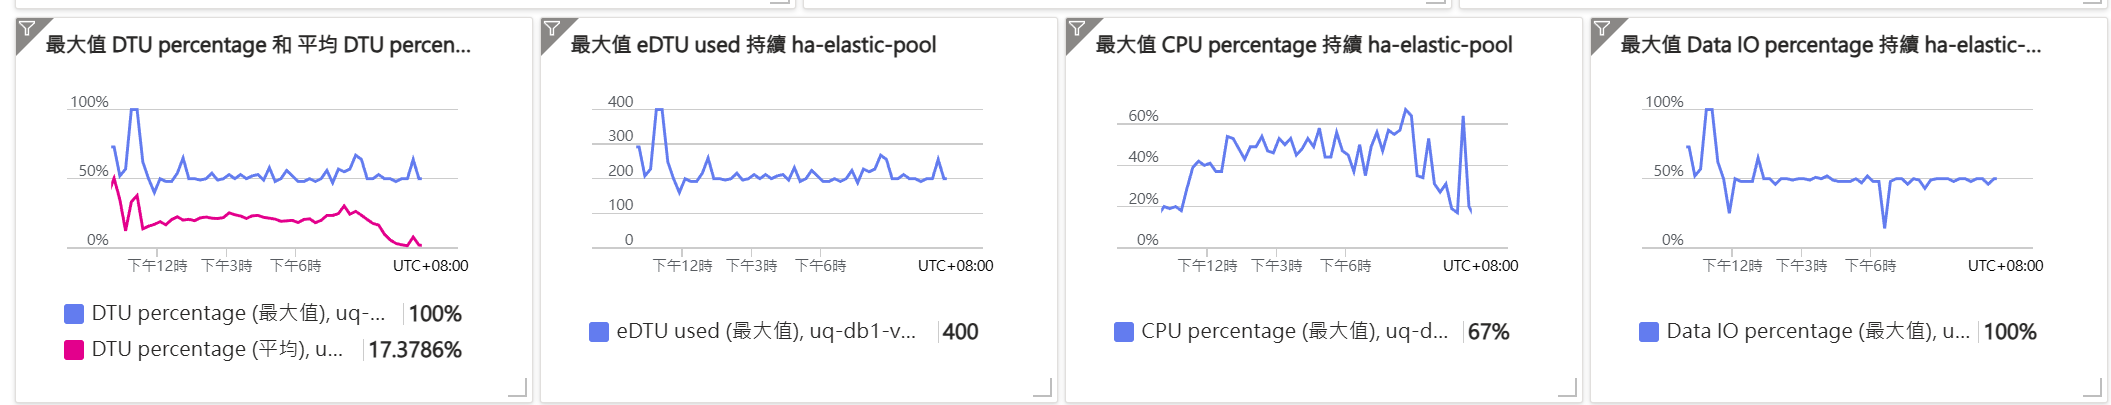 最大值 DTU percentage 和 平均 DTU percen...
100%
50%
0%
下午12時 下午3時 下午6時 UTC+08:00
DTU percentage (最大值), uq-... 100%
DTU percentage (平均), u... 17.3786%
最大值 eDTU used 持續 ha-elastic-pool
400
300
200
100
0
下午12時 下午3時 下午6時 UTC+08:00
eDTU used (最大值), uq-db1-v... 400
最大值 CPU percentage 持續 ha-elastic-pool
60%
40%
20%
0%
下午12時 下午3時 下午6時 UTC+08:00
CPU percentage (最大值), uq-d... 67%
最大值 Data IO percentage 持續 ha-elastic-...
100%
50%
0%
下午12時 下午3時 下午6時 UTC+08:00
Data IO percentage (最大值), u... 100%